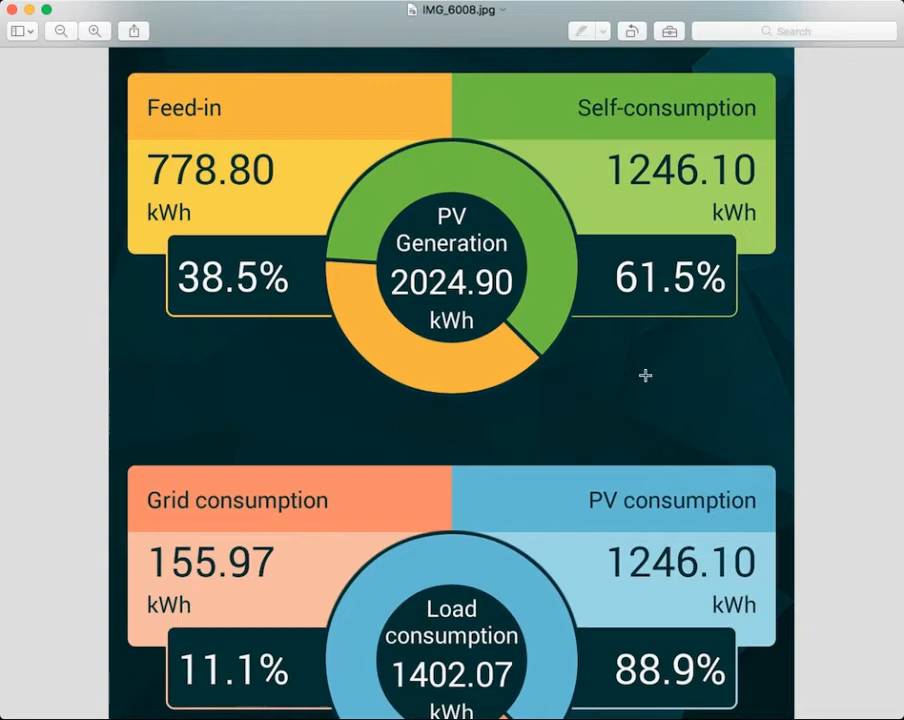 IMG_6008.jpg
Search
Feed-in
Self-consumption
778.80
kWh
1246.10
kWh
38.5%
PV
Generation
2024.90
kWh
61.5%
Grid consumption
PV consumption
155.97
kWh
1246.10
kWh
11.1%
Load
consumption
1402.07
kWh
88.9%